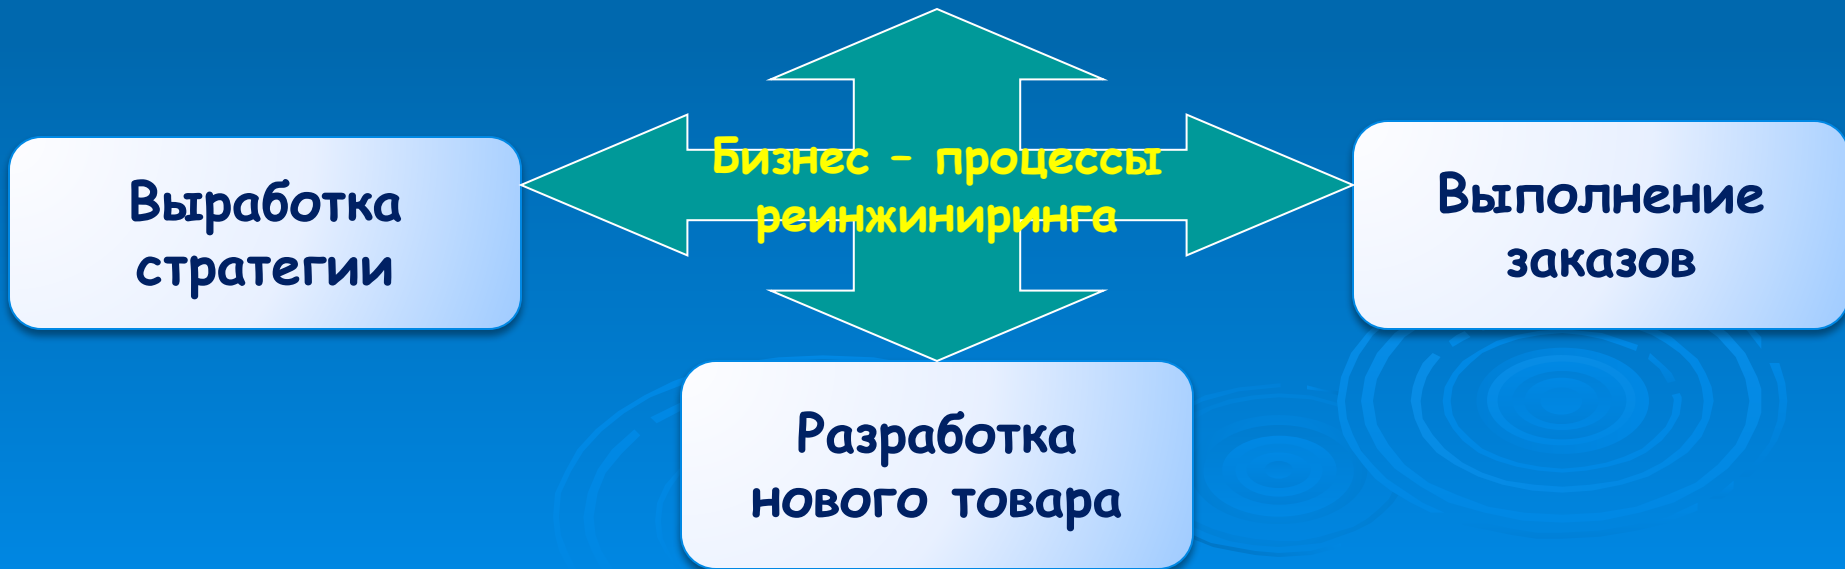 Бизнес - процессы
реинжиниринга
Выработка
стратегии
Выполнение
заказов
Разработка
нового товара